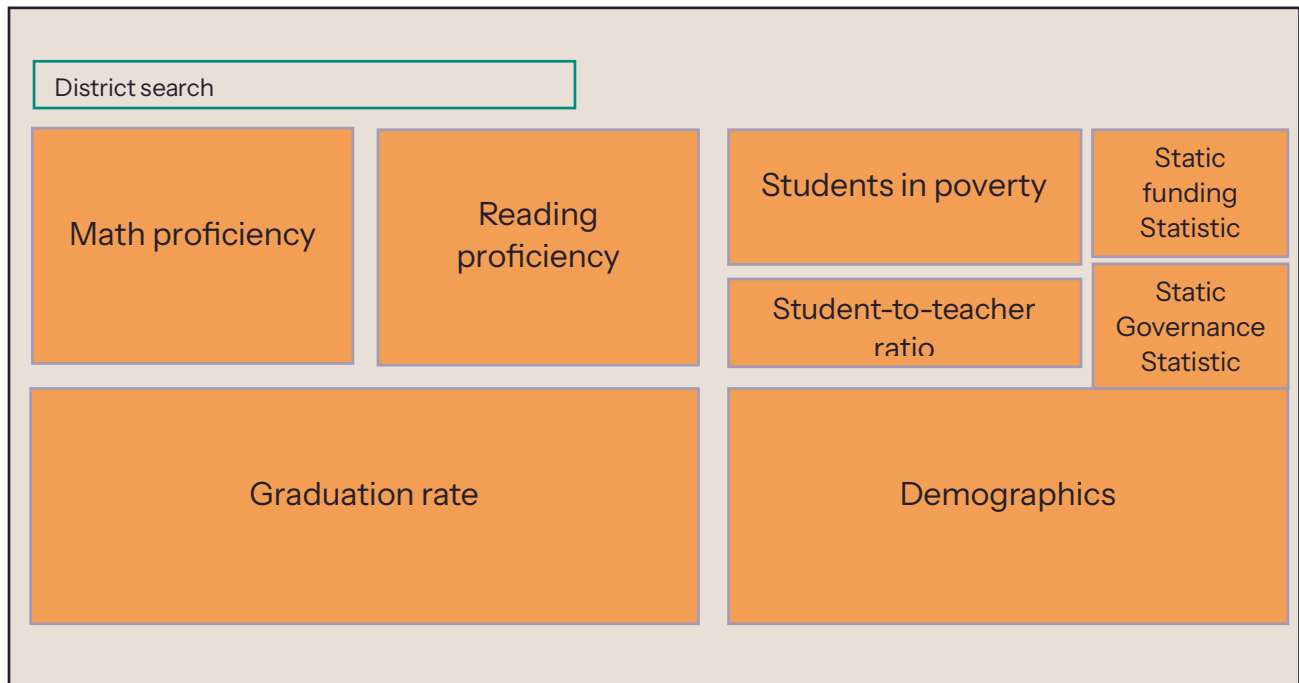 District search
Math proficiency
Reading
proficiency
Students in poverty
Static
funding
Statistic
Student-to-teacher
ratio
Static
Governance
Statistic
Graduation rate
Demographics